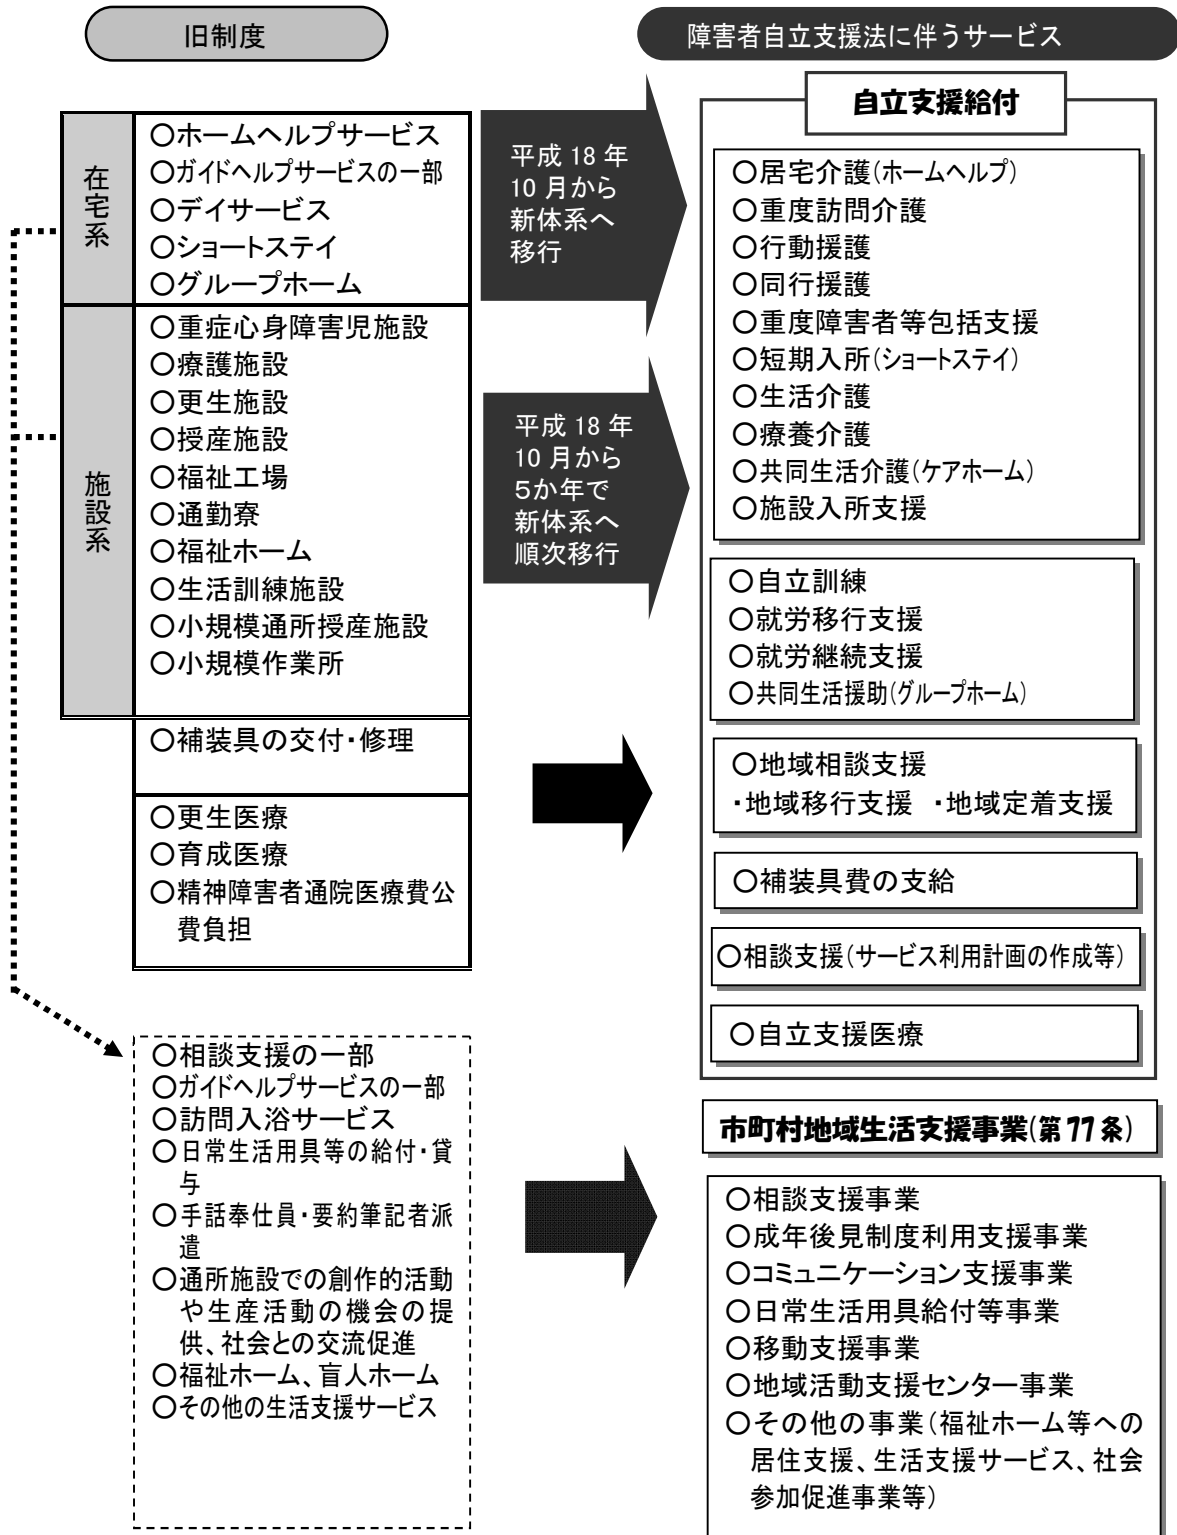 旧制度
障害者自立支援法に伴うサービス
在宅系
○ホームヘルプサービス
○ガイドヘルプサービスの一部
○デイサービス
○ショートステイ
○グループホーム
施設系
○重症心身障害児施設
○療護施設
○更生施設
○授産施設
○福祉工場
○通勤寮
○福祉ホーム
○生活訓練施設
○小規模通所授産施設
○小規模作業所
○補装具の交付・修理
○更生医療
○育成医療
○精神障害者通院医療費公
費負担
○相談支援の一部
○ガイドヘルプサービスの一部
○訪問入浴サービス
○日常生活用具等の給付・貸
与
○手話奉仕員・要約筆記者派
遣
○通所施設での創作的活動
や生産活動の機会の提
供、社会との交流促進
○福祉ホーム、盲人ホーム
○その他の生活支援サービス
平成 18 年
10 月から
新体系へ
移行
平成 18 年
10 月から
5か年で
新体系へ
順次移行
自立支援給付
○居宅介護(ホームヘルプ)
○重度訪問介護
○行動援護
○同行援護
○重度障害者等包括支援
○短期入所(ショートステイ)
○生活介護
○療養介護
○共同生活介護(ケアホーム)
○施設入所支援
○自立訓練
○就労移行支援
○就労継続支援
○共同生活援助(グループホーム)
○地域相談支援
・地域移行支援 ・地域定着支援
○補装具費の支給
○相談支援(サービス利用計画の作成等)
○自立支援医療
市町村地域生活支援事業(第77条)
○相談支援事業
○成年後見制度利用支援事業
○コミュニケーション支援事業
○日常生活用具給付等事業
○移動支援事業
○地域活動支援センター事業
○その他の事業(福祉ホーム等への
居住支援、生活支援サービス、社会
参加促進事業等)